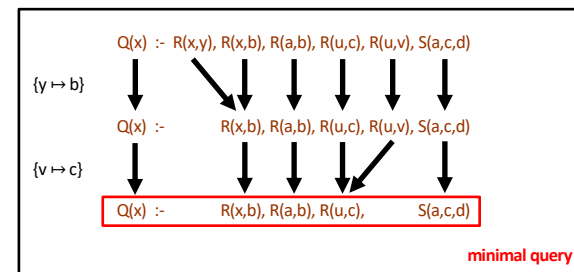 Q(x) :- R(x,y), R(x,b), R(a,b), R(u,c), R(u,v), S(a,c,d)
{y ↦ b}
Q(x) :- R(x,b), R(a,b), R(u,c), R(u,v), S(a,c,d)
{v ↦ c}
Q(x) :- R(x,b), R(a,b), R(u,c), S(a,c,d)
minimal query